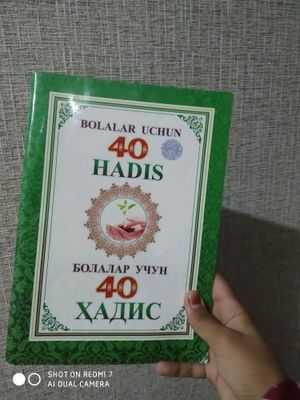 BOLALAR UCHUN
40
HADIS
БОЛАЛАР УЧУН
40
ҲАДИС
SHOT ON REDMI 7
AI DUAL CAMERA